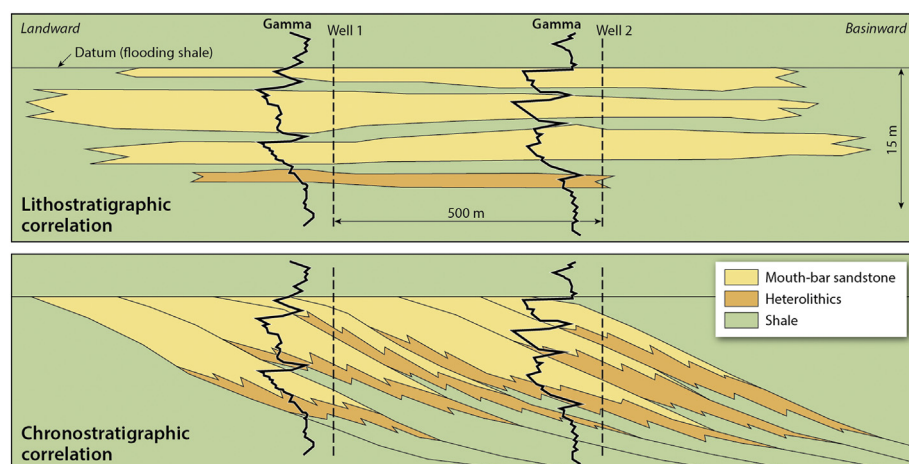 Landward
Gamma
Well 1
Gamma
Well 2
Basinward
Datum (flooding shale)
15 m
500 m
Lithostratigraphic
correlation
Mouth-bar sandstone
Heterolithics
Shale
Chronostratigraphic
correlation